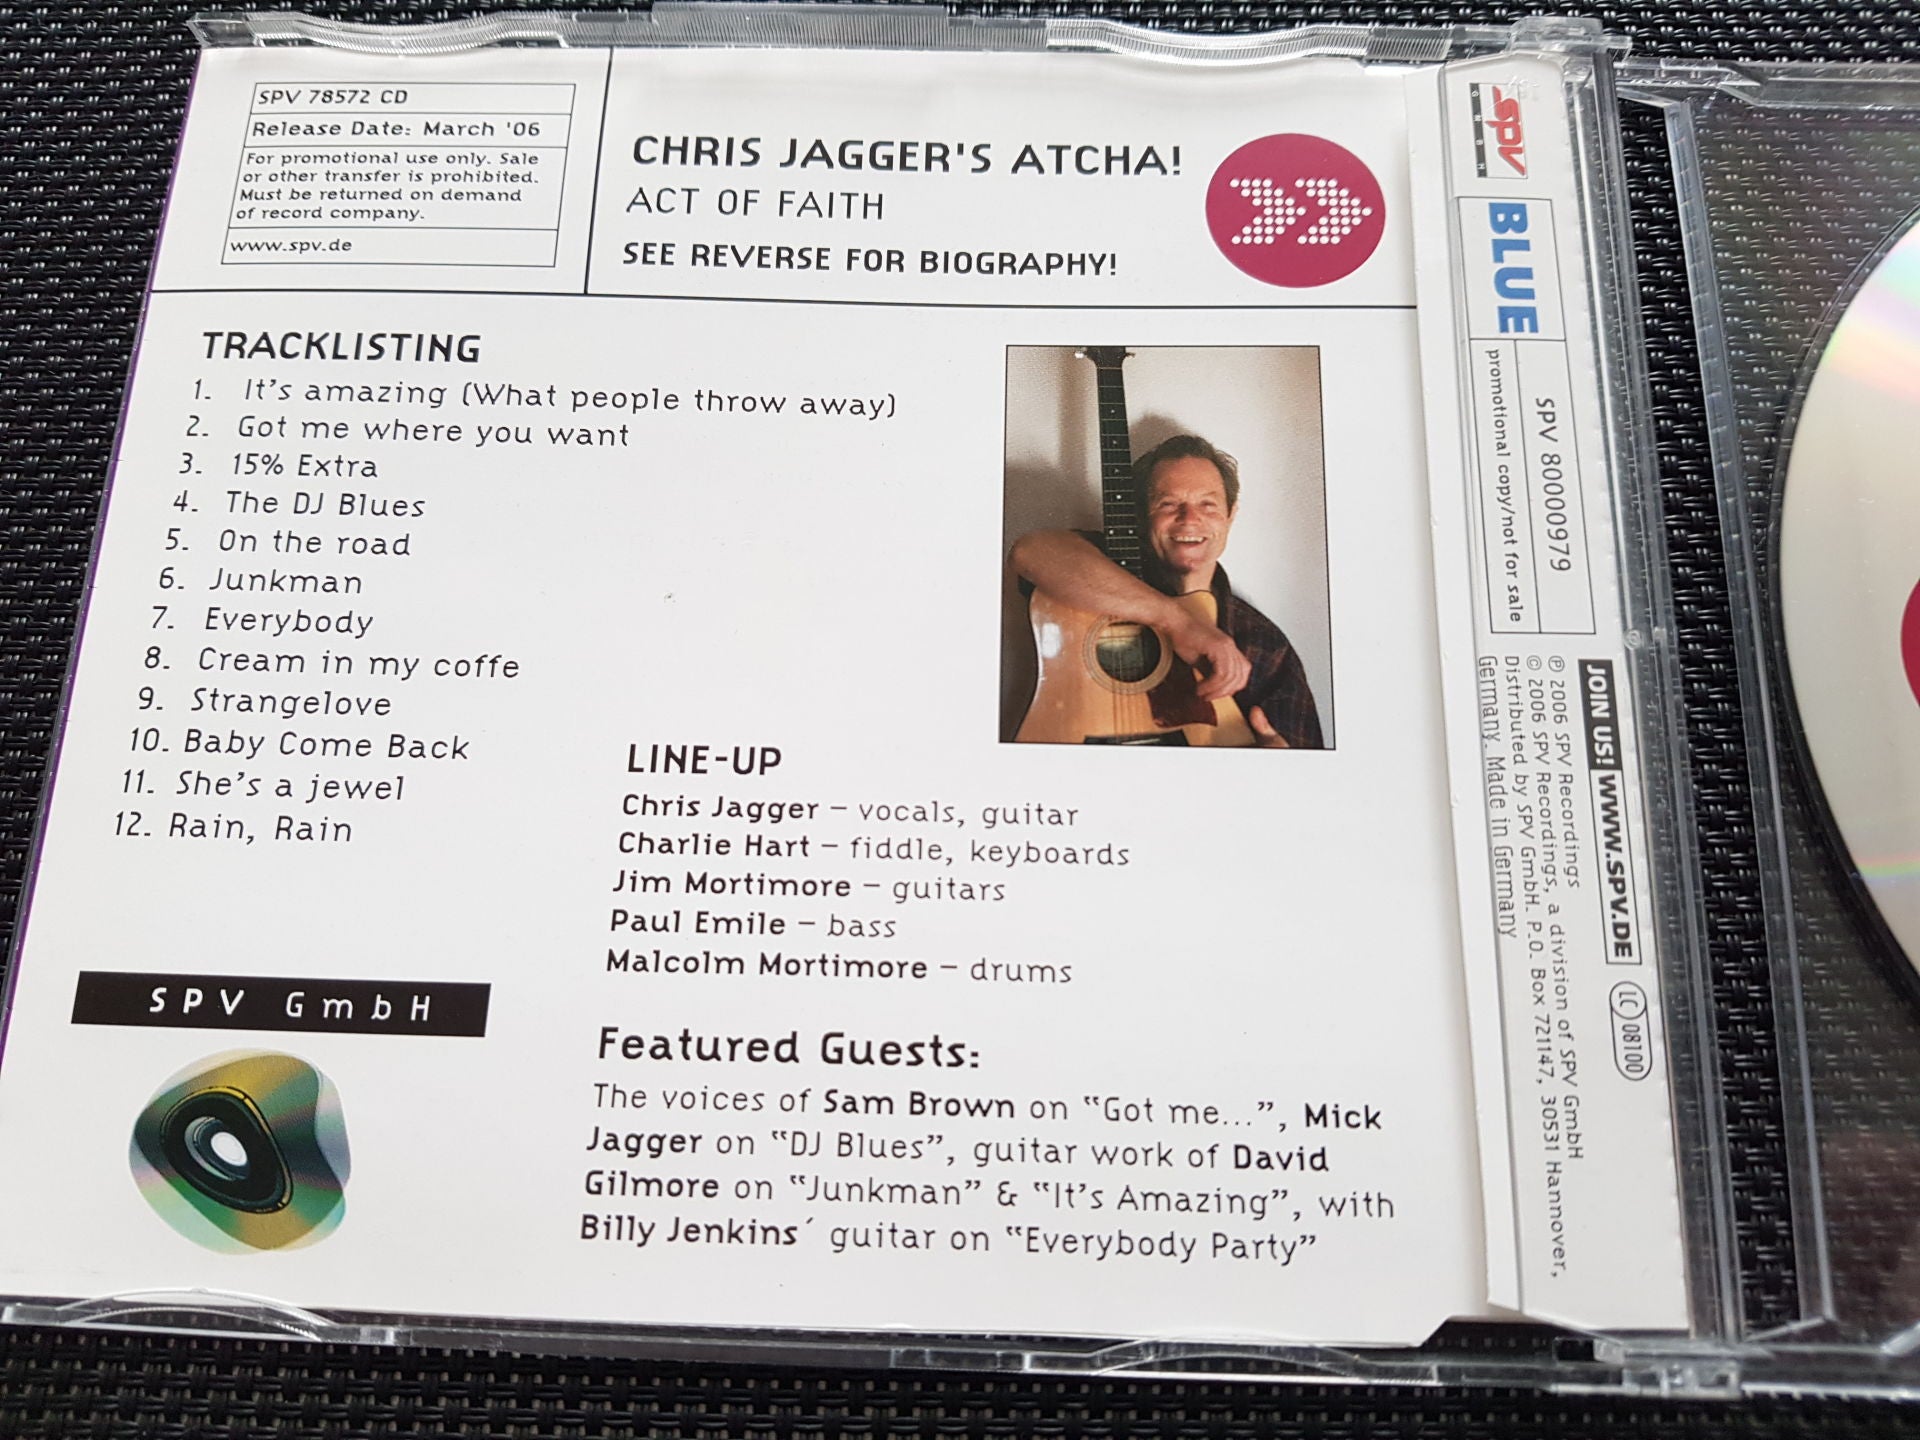 SPV 78572 CD
Release Date: March '06
For promotional use only. Sale
or other transfer is prohibited.
Must be returned on demand
of record company.
www.spv.de
CHRIS JAGGER'S ATCHA!
ACT OF FAITH
SEE REVERSE FOR BIOGRAPHY!
TRACKLISTING
1. It's amazing (What people throw away)
2. Got me where you want
3. 15% Extra
4. The DJ Blues
5. On the road
6. Junkman
7. Everybody
8. Cream in my coffe
9. Strangelove
10. Baby Come Back
11. She's a jewel
12. Rain, Rain
LINE-UP
Chris Jagger – vocals, guitar
Charlie Hart – fiddle, keyboards
Jim Mortimore – guitars
Paul Emile – bass
Malcolm Mortimore – drums
SPV GmbH
Featured Guests:
The voices of Sam Brown on “Got me...”, Mick
Jagger on “DJ Blues”, guitar work of David
Gilmore on “Junkman” & “It's Amazing”, with
Billy Jenkins´ guitar on “Everybody Party”
SPV
GMBH
BLUE
SPV 80000979
promotional copy/not for sale
JOIN US! WWW.SPV.DE
LC 08100
℗ 2006 SPV Recordings
© 2006 SPV Recordings, a division of SPV GmbH
Distributed by SPV GmbH. P.O. Box 721147, 30531 Hannover,
Germany. Made in Germany